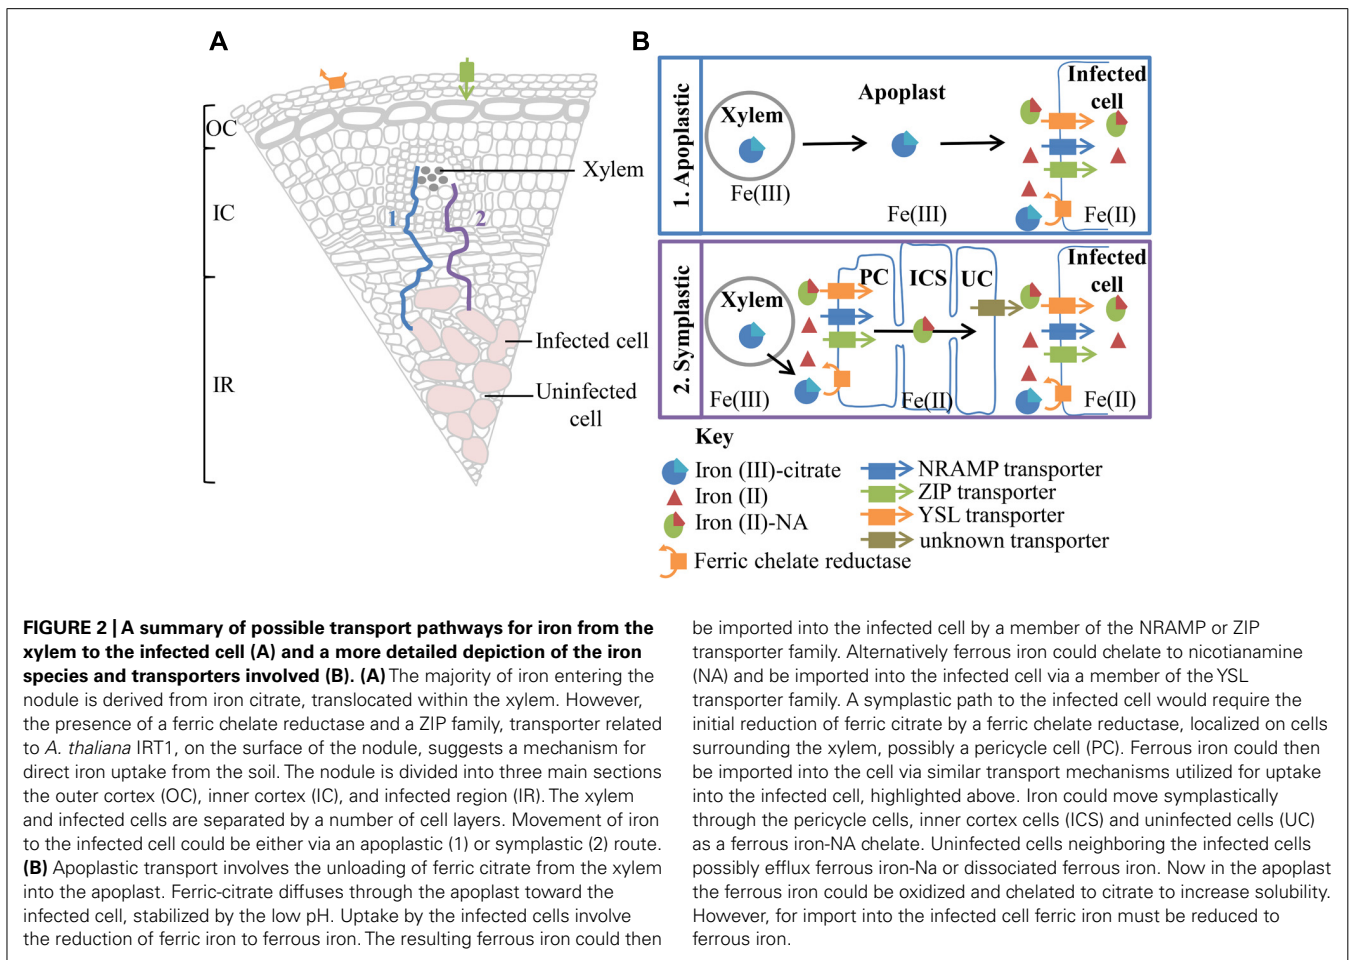 A
OC
IC
IR
1
2
Xylem
Infected cell
Uninfected
cell
B
1. Apoplastic
Xylem
Fe(III)
Apoplast
Fe(III)
Infected
cell
Fe(II)
2. Symplastic
Xylem
Fe(III)
PC
ICS
UC
Fe(II)
Infected
cell
Fe(II)
Key
Iron (III)-citrate
Iron (II)
Iron (II)-NA
Ferric chelate reductase
NRAMP transporter
ZIP transporter
YSL transporter
unknown transporter
FIGURE 2 | A summary of possible transport pathways for iron from the
xylem to the infected cell (A) and a more detailed depiction of the iron
species and transporters involved (B). (A) The majority of iron entering the
nodule is derived from iron citrate, translocated within the xylem. However,
the presence of a ferric chelate reductase and a ZIP family, transporter related
to A. thaliana IRT1, on the surface of the nodule, suggests a mechanism for
direct iron uptake from the soil. The nodule is divided into three main sections
the outer cortex (OC), inner cortex (IC), and infected region (IR). The xylem
and infected cells are separated by a number of cell layers. Movement of iron
to the infected cell could be either via an apoplastic (1) or symplastic (2) route.
(B) Apoplastic transport involves the unloading of ferric citrate from the xylem
into the apoplast. Ferric-citrate diffuses through the apoplast toward the
infected cell, stabilized by the low pH. Uptake by the infected cells involve
the reduction of ferric iron to ferrous iron. The resulting ferrous iron could then
be imported into the infected cell by a member of the NRAMP or ZIP
transporter family. Alternatively ferrous iron could chelate to nicotianamine
(NA) and be imported into the infected cell via a member of the YSL
transporter family. A symplastic path to the infected cell would require the
initial reduction of ferric citrate by a ferric chelate reductase, localized on cells
surrounding the xylem, possibly a pericycle cell (PC). Ferrous iron could then
be imported into the cell via similar transport mechanisms utilized for uptake
into the infected cell, highlighted above. Iron could move symplastically
through the pericycle cells, inner cortex cells (ICS) and uninfected cells (UC)
as a ferrous iron-NA chelate. Uninfected cells neighboring the infected cells
possibly efflux ferrous iron-Na or dissociated ferrous iron. Now in the apoplast
the ferrous iron could be oxidized and chelated to citrate to increase solubility.
However, for import into the infected cell ferric iron must be reduced to
ferrous iron.